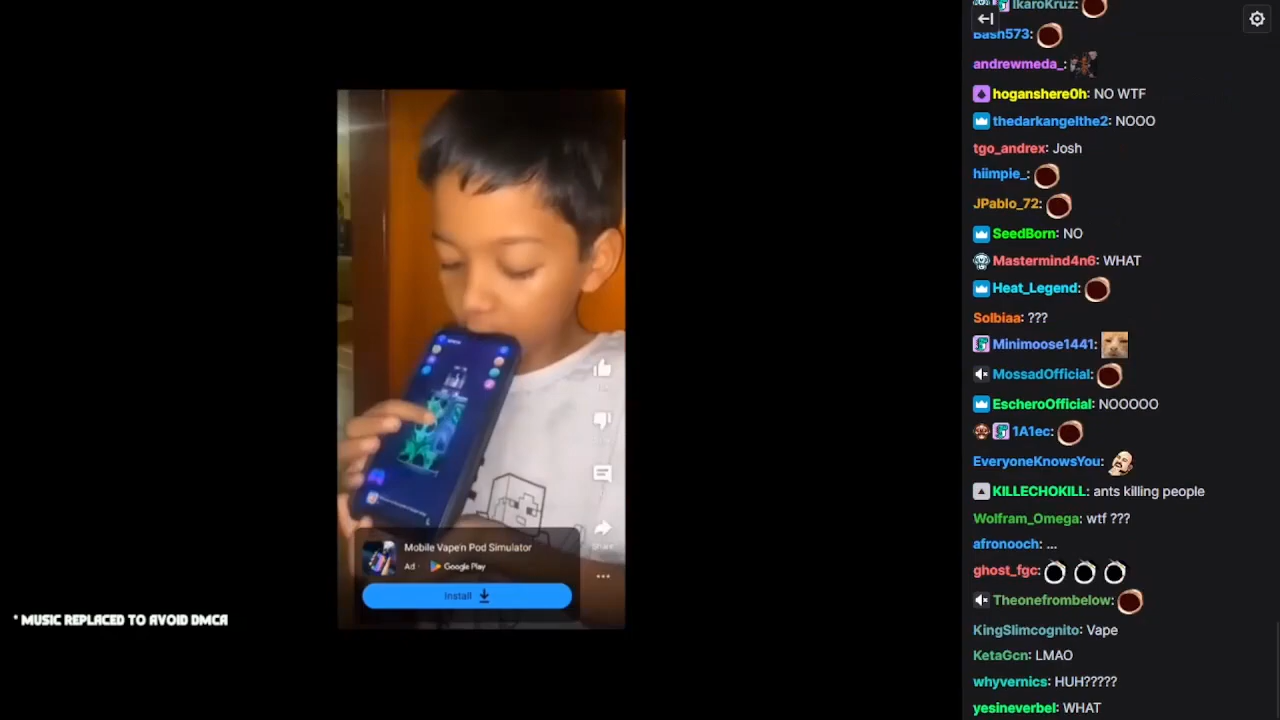 Mobile Vape'n Pod Simulator
Ad · Google Play
Install
Share
* MUSIC REPLACED TO AVOID DMCA
IkaroKruz:
Bash573:
andrewmeda_:
hoganshere0h: NO WTF
thedarkangelthe2: NOOO
tgo_andrex: Josh
hiimpie_:
JPablo_72:
SeedBorn: NO
Mastermind4n6: WHAT
Heat_Legend:
Solbiaa: ???
Minimoose1441:
MossadOfficial:
EscheroOfficial: NOOOOO
1A1ec:
EveryoneKnowsYou:
KILLECHOKILL: ants killing people
Wolfram_Omega: wtf ???
afronooch: ...
ghost_fgc:
Theonefrombelow:
KingSlimcognito: Vape
KetaGcn: LMAO
whyvernics: HUH?????
yesineverbel: WHAT